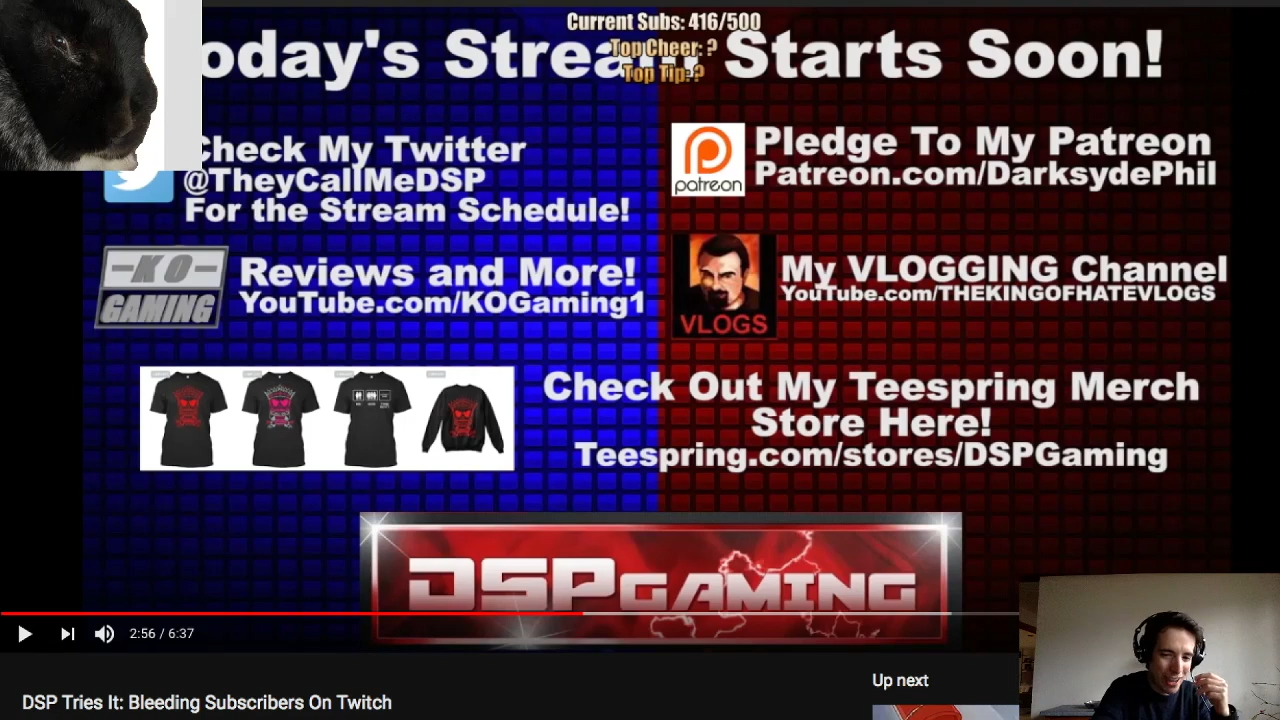 Current Subs: 416/500
Top Cheer: ?
Top Tip: ?
oday's Stream Starts Soon!
Check My Twitter
@TheyCallMeDSP
For the Stream Schedule!
patreon
Pledge To My Patreon
Patreon.com/DarksydePhil
-KO-
GAMING
Reviews and More!
YouTube.com/KOGaming1
VLOGS
My VLOGGING Channel
YouTube.com/THEKINGOFHATEVLOGS
Check Out My Teespring Merch
Store Here!
Teespring.com/stores/DSPGaming
DSPGAMING
2:56 / 6:37
DSP Tries It: Bleeding Subscribers On Twitch
Up next